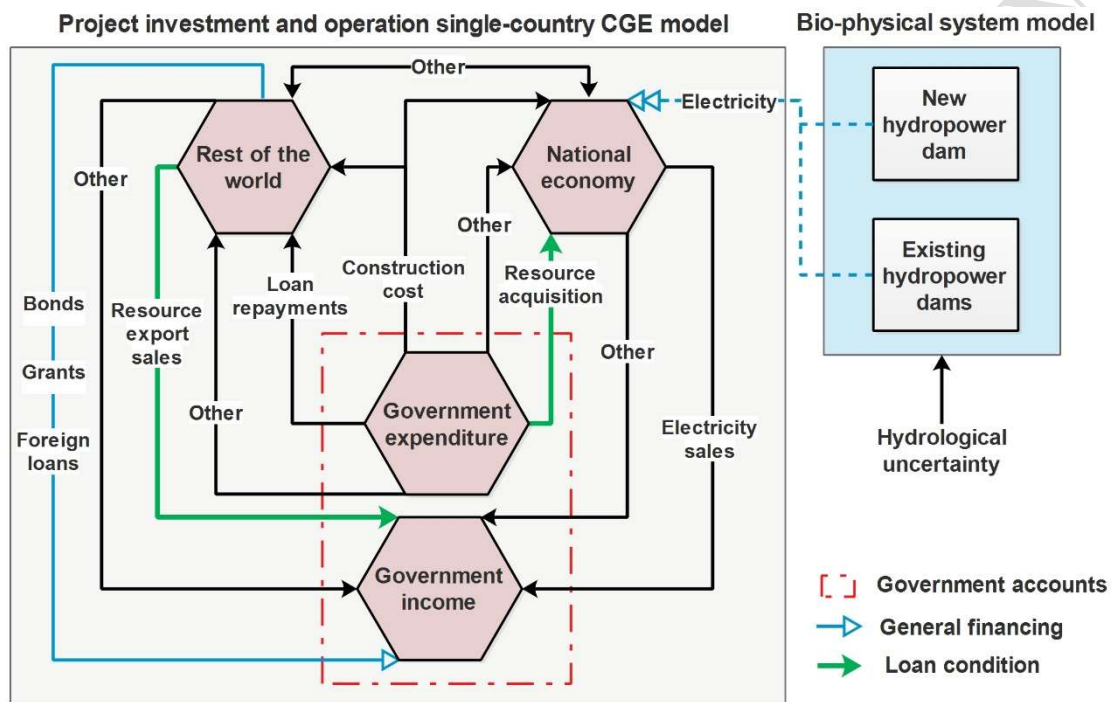 Project investment and operation single-country CGE model
Bio-physical system model
Other
Electricity
New
hydropower
dam
Rest of the
world
National
economy
Other
Other
Existing
hydropower
dams
Construction
cost
Resource
acquisition
Loan
repayments
Bonds
Resource
export
sales
Other
Grants
Other
Government
expenditure
Foreign
loans
Electricity
sales
Hydrological
uncertainty
Government
income
Government accounts
General financing
Loan condition